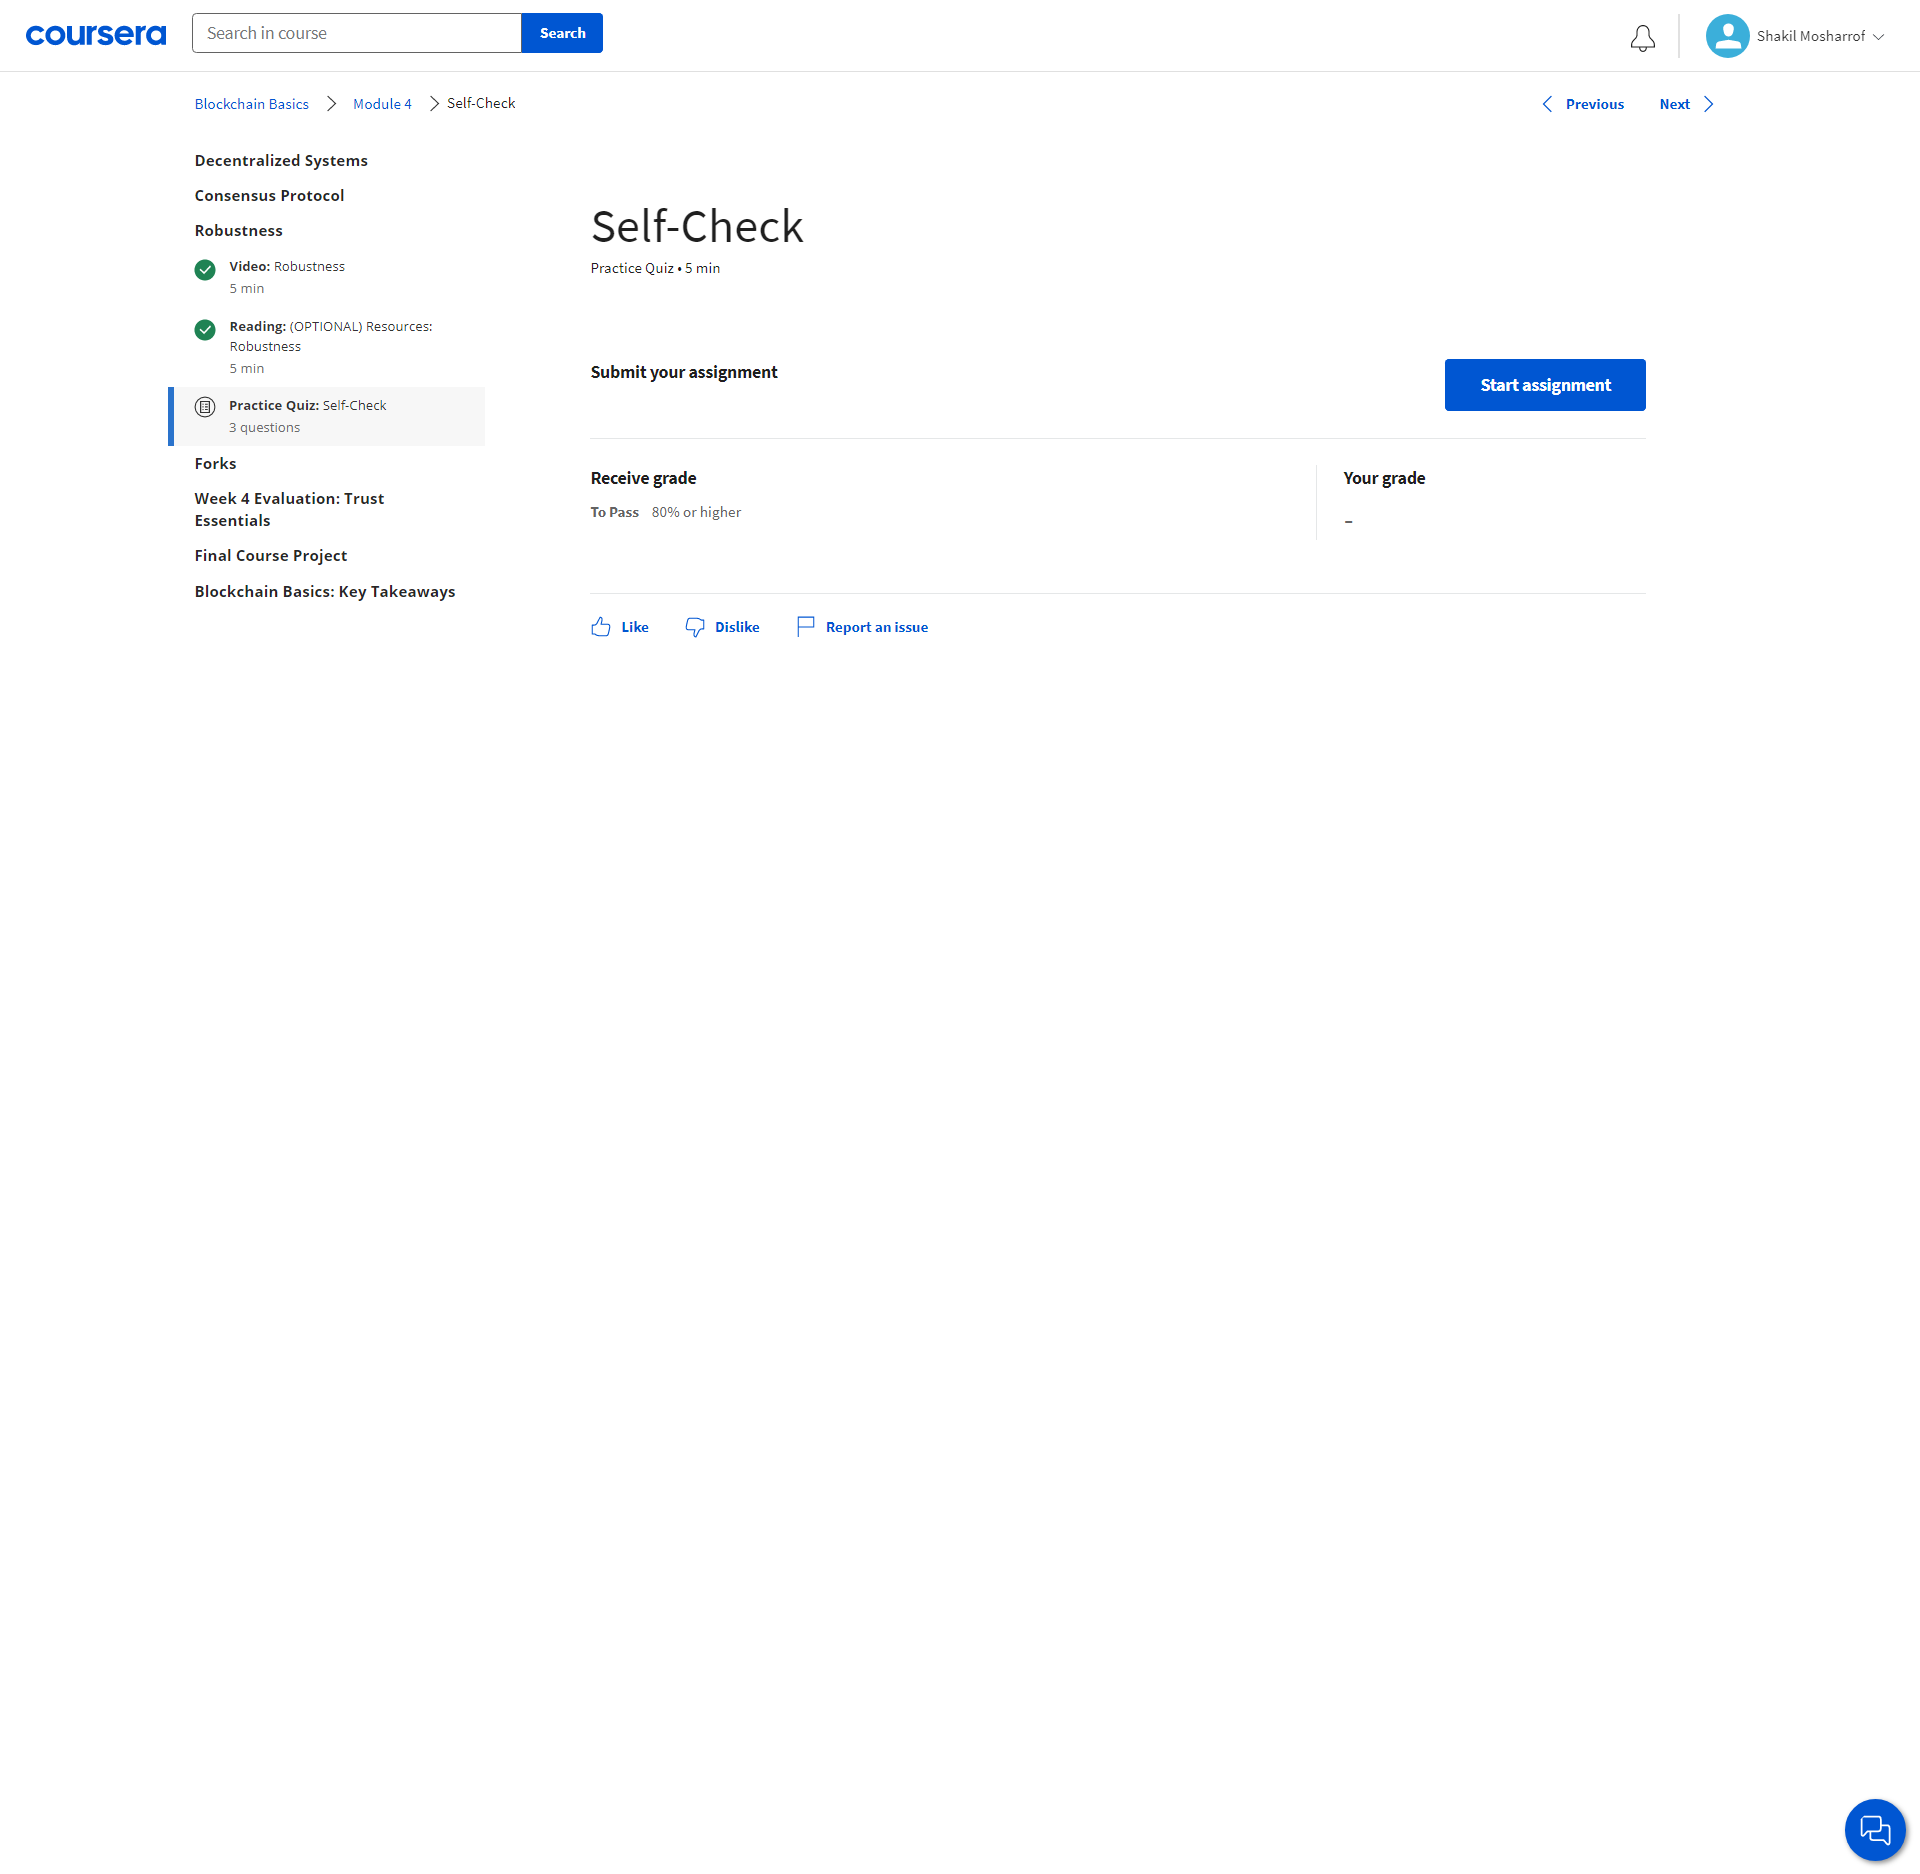 coursera
Search in course
Search
Shakil Mosharrof
Blockchain Basics
Module 4
Self-Check
Previous
Next
Decentralized Systems
Consensus Protocol
Robustness
Video: Robustness
5 min
Reading: (OPTIONAL) Resources:
Robustness
5 min
Practice Quiz: Self-Check
3 questions
Forks
Week 4 Evaluation: Trust
Essentials
Final Course Project
Blockchain Basics: Key Takeaways
Self-Check
Practice Quiz • 5 min
Submit your assignment
Start assignment
Receive grade
To Pass 80% or higher
Your grade
-
Like
Dislike
Report an issue